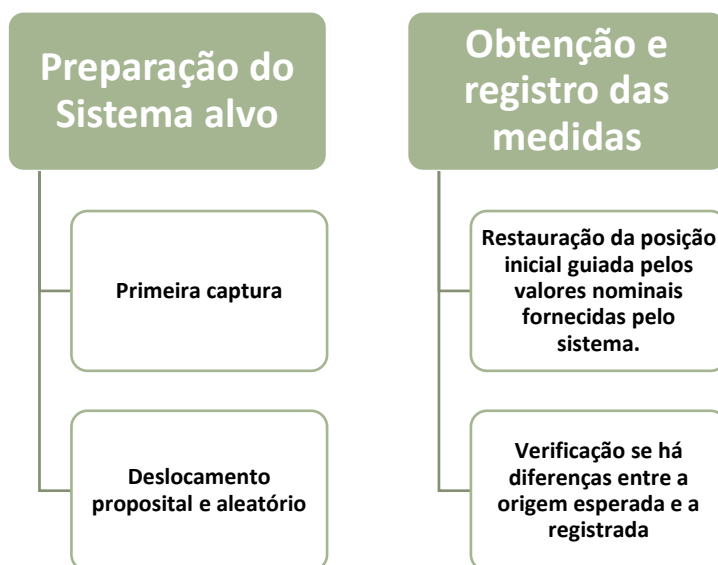 Preparação do
Sistema alvo
Primeira captura
Deslocamento
proposital e aleatório
Obtenção e
registro das
medidas
Restauração da posição
inicial guiada pelos
valores nominais
fornecidas pelo
sistema.
Verificação se há
diferenças entre a
origem esperada e a
registrada